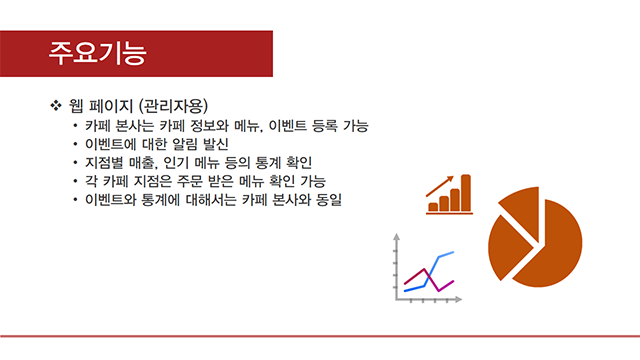 주요기능
❖ 웹 페이지 (관리자용)
• 카페 본사는 카페 정보와 메뉴, 이벤트 등록 가능
• 이벤트에 대한 알림 발신
• 지점별 매출, 인기 메뉴 등의 통계 확인
• 각 카페 지점은 주문 받은 메뉴 확인 가능
• 이벤트와 통계에 대해서는 카페 본사와 동일